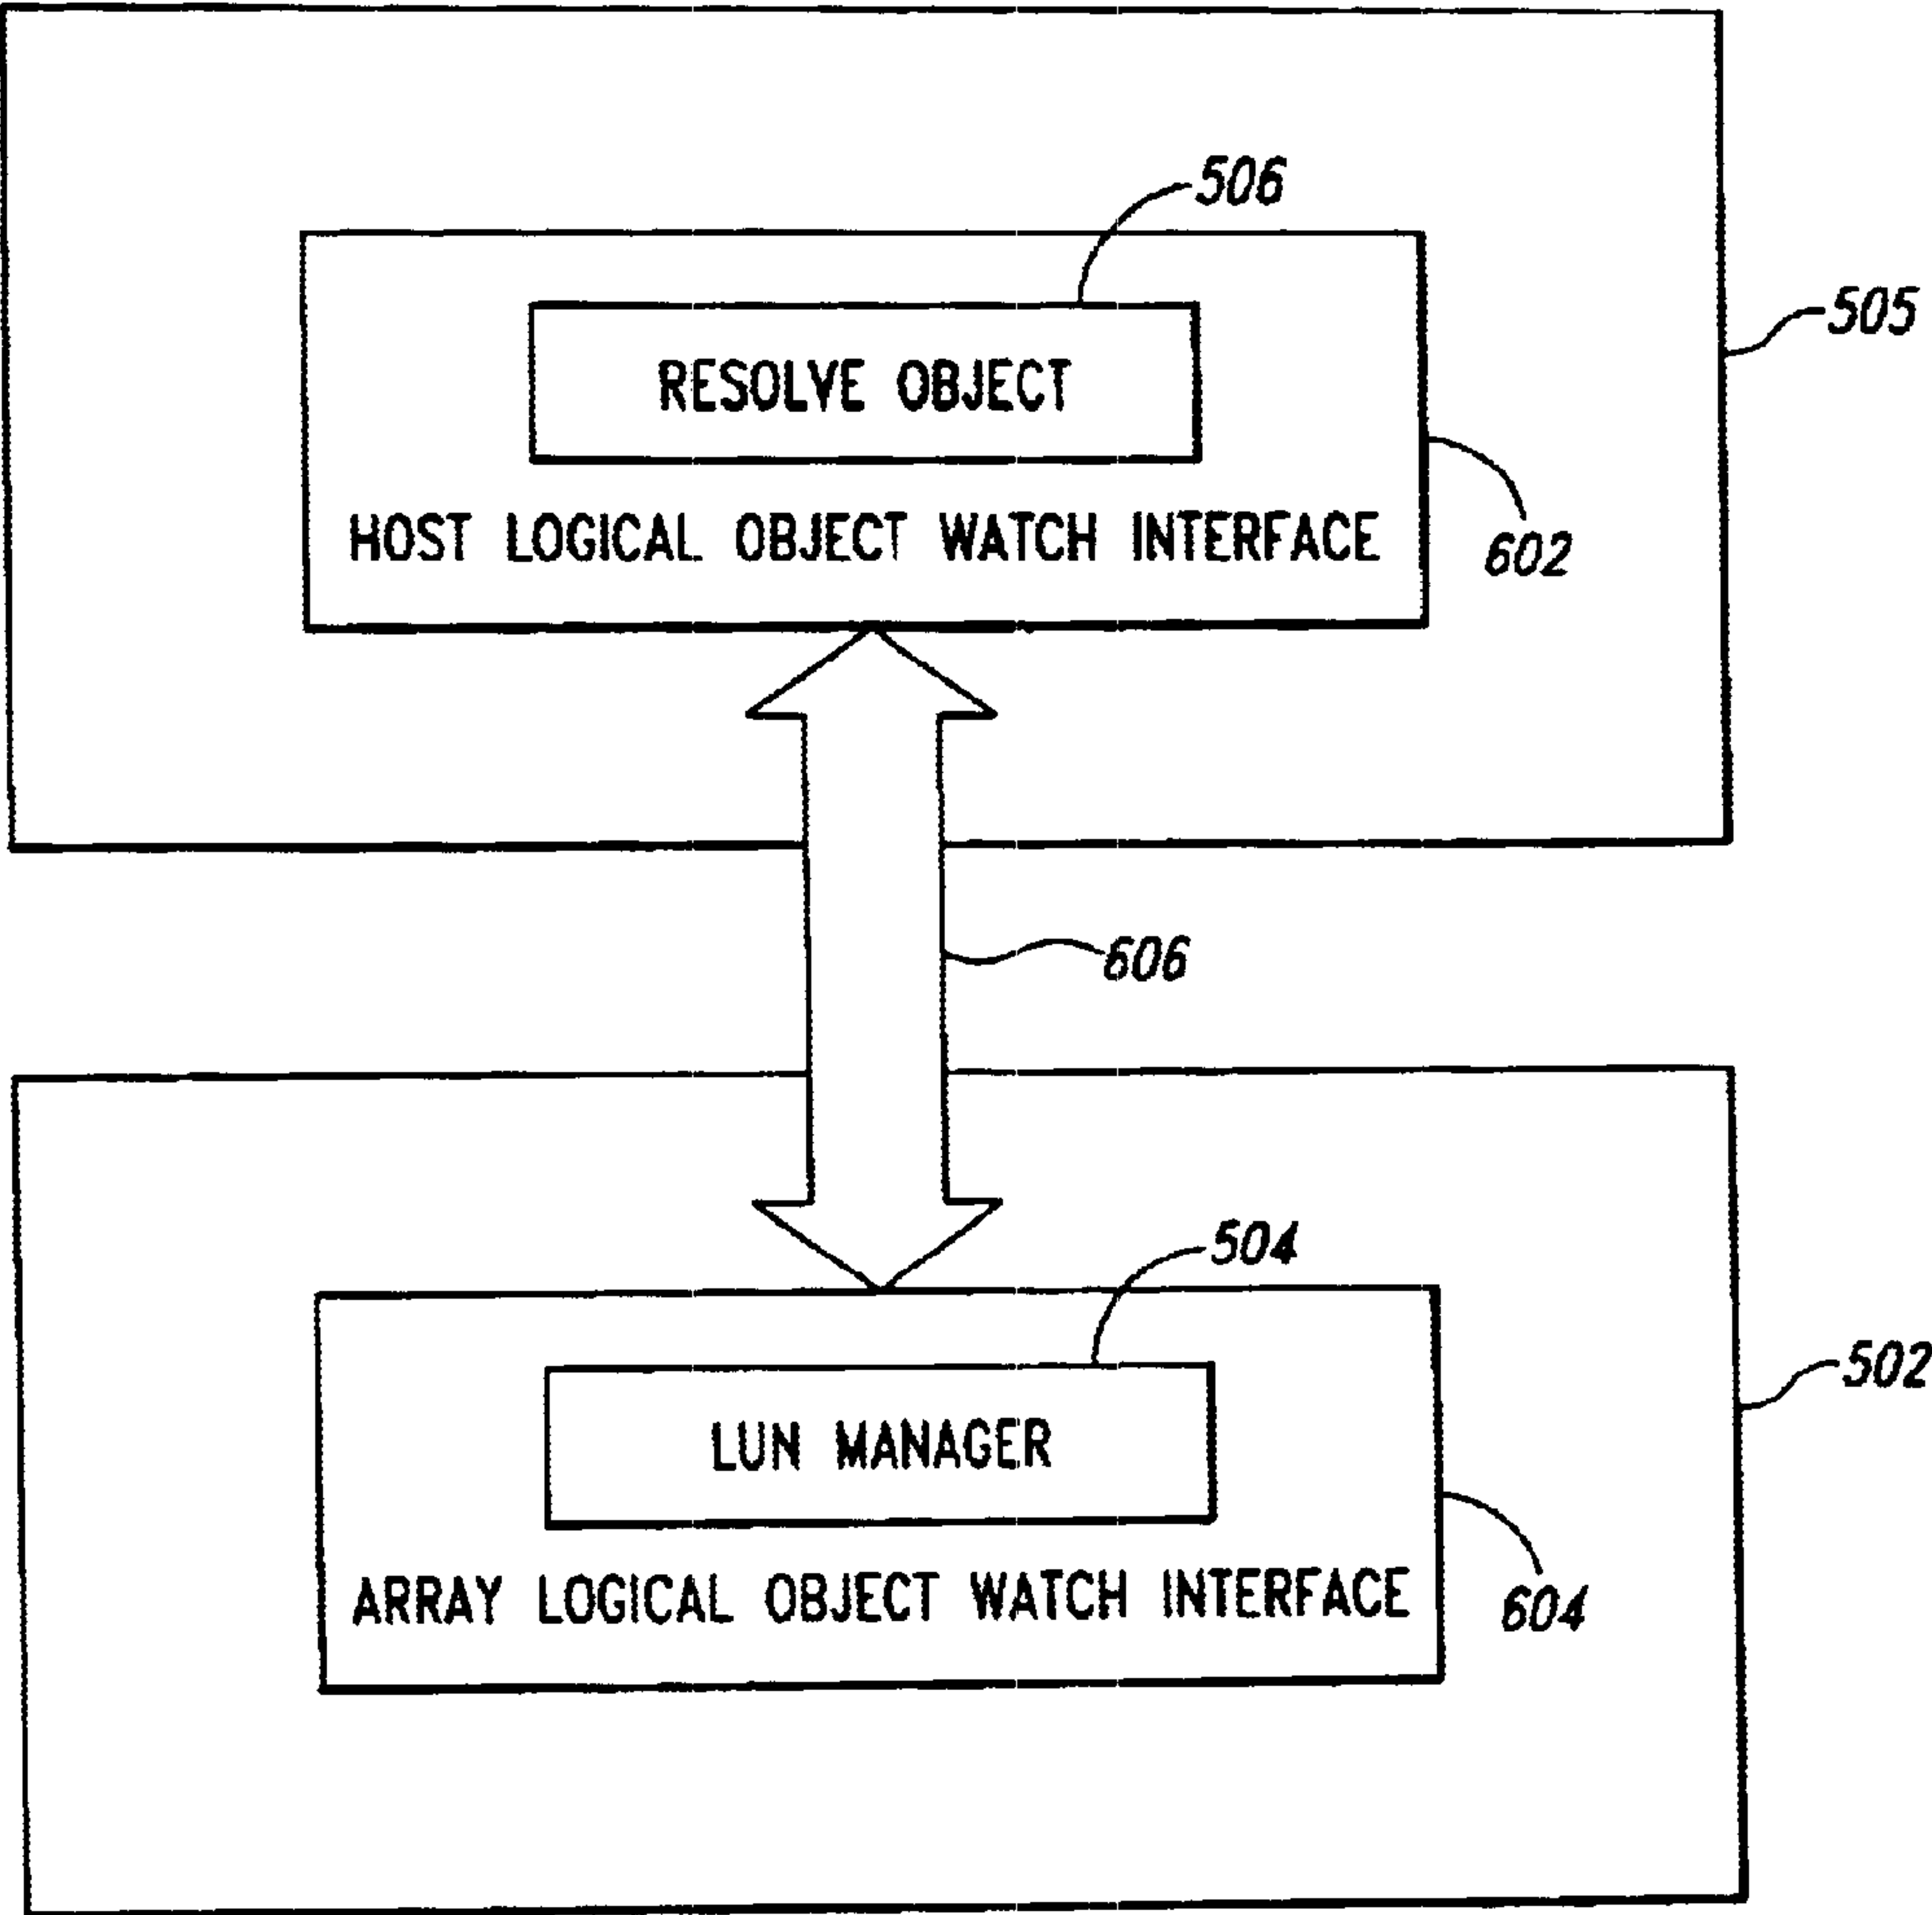 506
505
RESOLVE OBJECT
HOST LOGICAL OBJECT WATCH INTERFACE
602
606
504
502
LUN MANAGER
ARRAY LOGICAL OBJECT WATCH INTERFACE
604